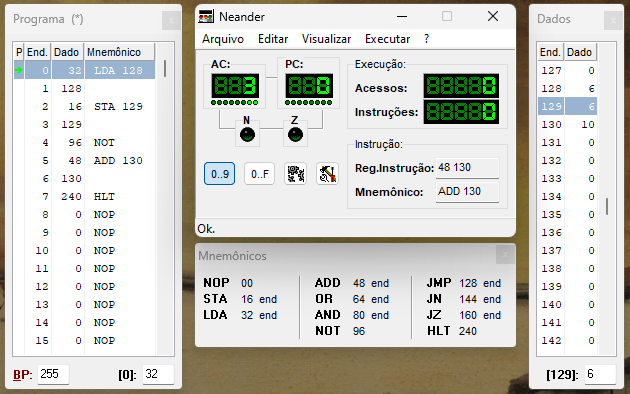 Programa (*)
x
P End. Dado Mnemônico
0 32 LDA 128
1 128
2 16 STA 129
3 129
4 96 NOT
5 48 ADD 130
6 130
7 240 HLT
8 0 NOP
9 0 NOP
10 0 NOP
11 0 NOP
12 0 NOP
13 0 NOP
14 0 NOP
15 0 NOP
BP: 255 [0]: 32
Neander
Arquivo Editar Visualizar Executar ?
AC: PC:
3 0
N Z
0..9 0..F
Execução:
Acessos: 0
Instruções: 0
Instrução:
Reg.Instrução: 48 130
Mnemônico: ADD 130
Ok.
Mnemônicos
x
NOP 00 ADD 48 end JMP 128 end
STA 16 end OR 64 end JN 144 end
LDA 32 end AND 80 end JZ 160 end
NOT 96 HLT 240
Dados
x
End. Dado
127 0
128 6
129 6
130 10
131 0
132 0
133 0
134 0
135 0
136 0
137 0
138 0
139 0
140 0
141 0
142 0
[129]: 6